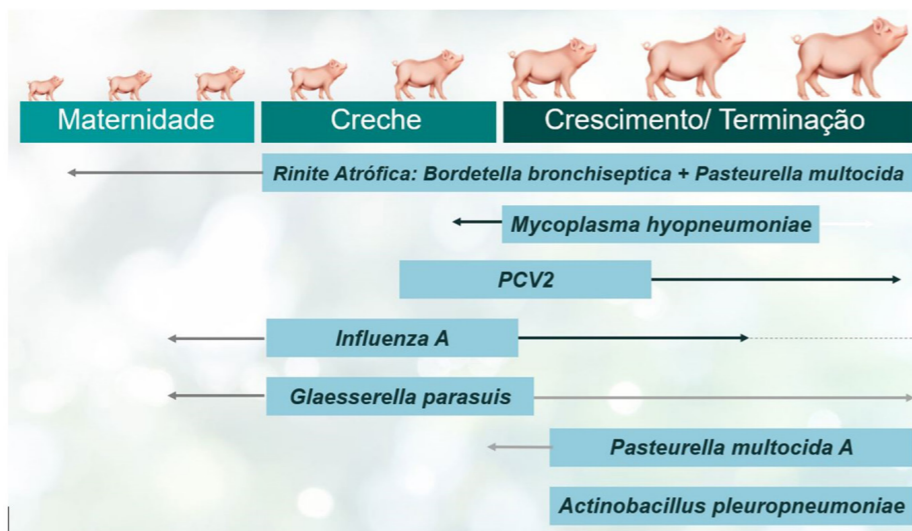 Maternidade
Creche
Crescimento/ Terminação
Rinite Atrófica: Bordetella bronchiseptica + Pasteurella multocida
Mycoplasma hyopneumoniae
PCV2
Influenza A
Glaesserella parasuis
Pasteurella multocida A
Actinobacillus pleuropneumoniae